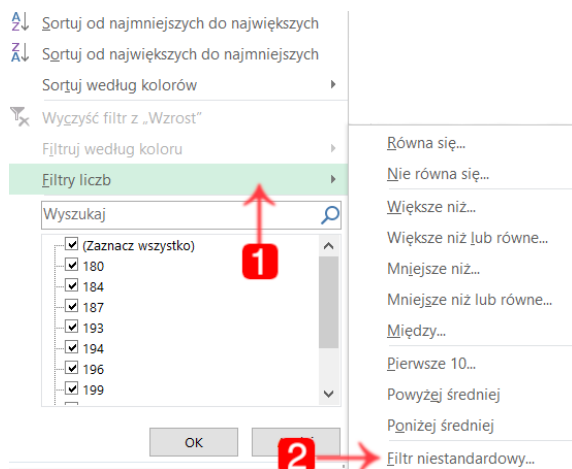 Sortuj od najmniejszych do największych
Sortuj od największych do najmniejszych
Sortuj według kolorów
Wyczyść filtr z „Wzrost”
Filtruj według koloru
Filtry liczb
Wyszukaj
(Zaznacz wszystko)
180
184
187
193
194
196
199
OK
1
2
Równa się...
Nie równa się...
Większe niż...
Większe niż lub równe...
Mniejsze niż...
Mniejsze niż lub równe...
Między...
Pierwsze 10...
Powyżej średniej
Poniżej średniej
Filtr niestandardowy...